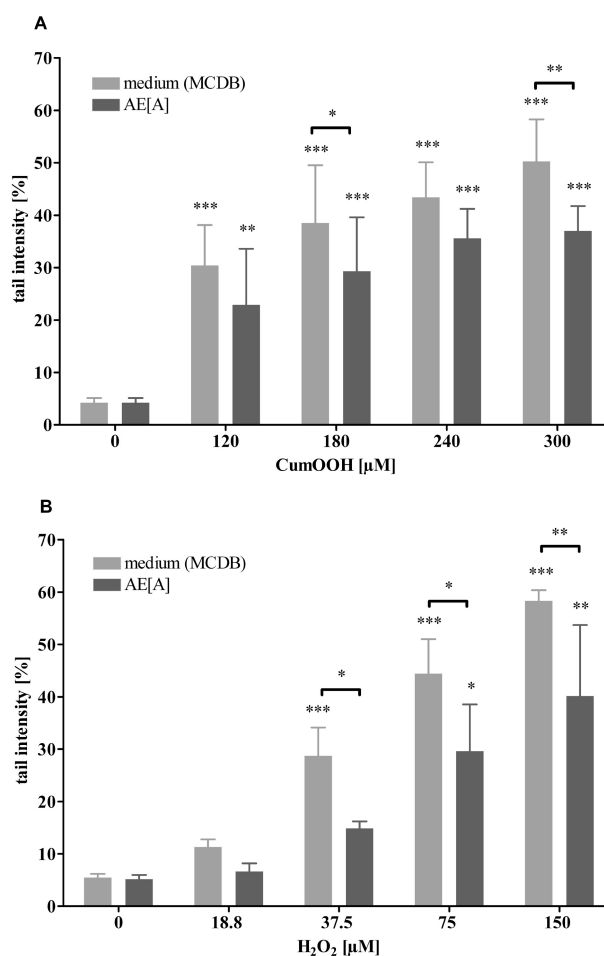 A
70
60
50
40
30
20
10
0
tail intensity [%]
medium (MCDB)
AE[A]
*** ** *** * *** *** *** *** ** ***
0 120 180 240 300
CumOOH [µM]
B
70
60
50
40
30
20
10
0
tail intensity [%]
medium (MCDB)
AE[A]
*** * *** * * *** ** **
0 18.8 37.5 75 150
H₂O₂ [µM]